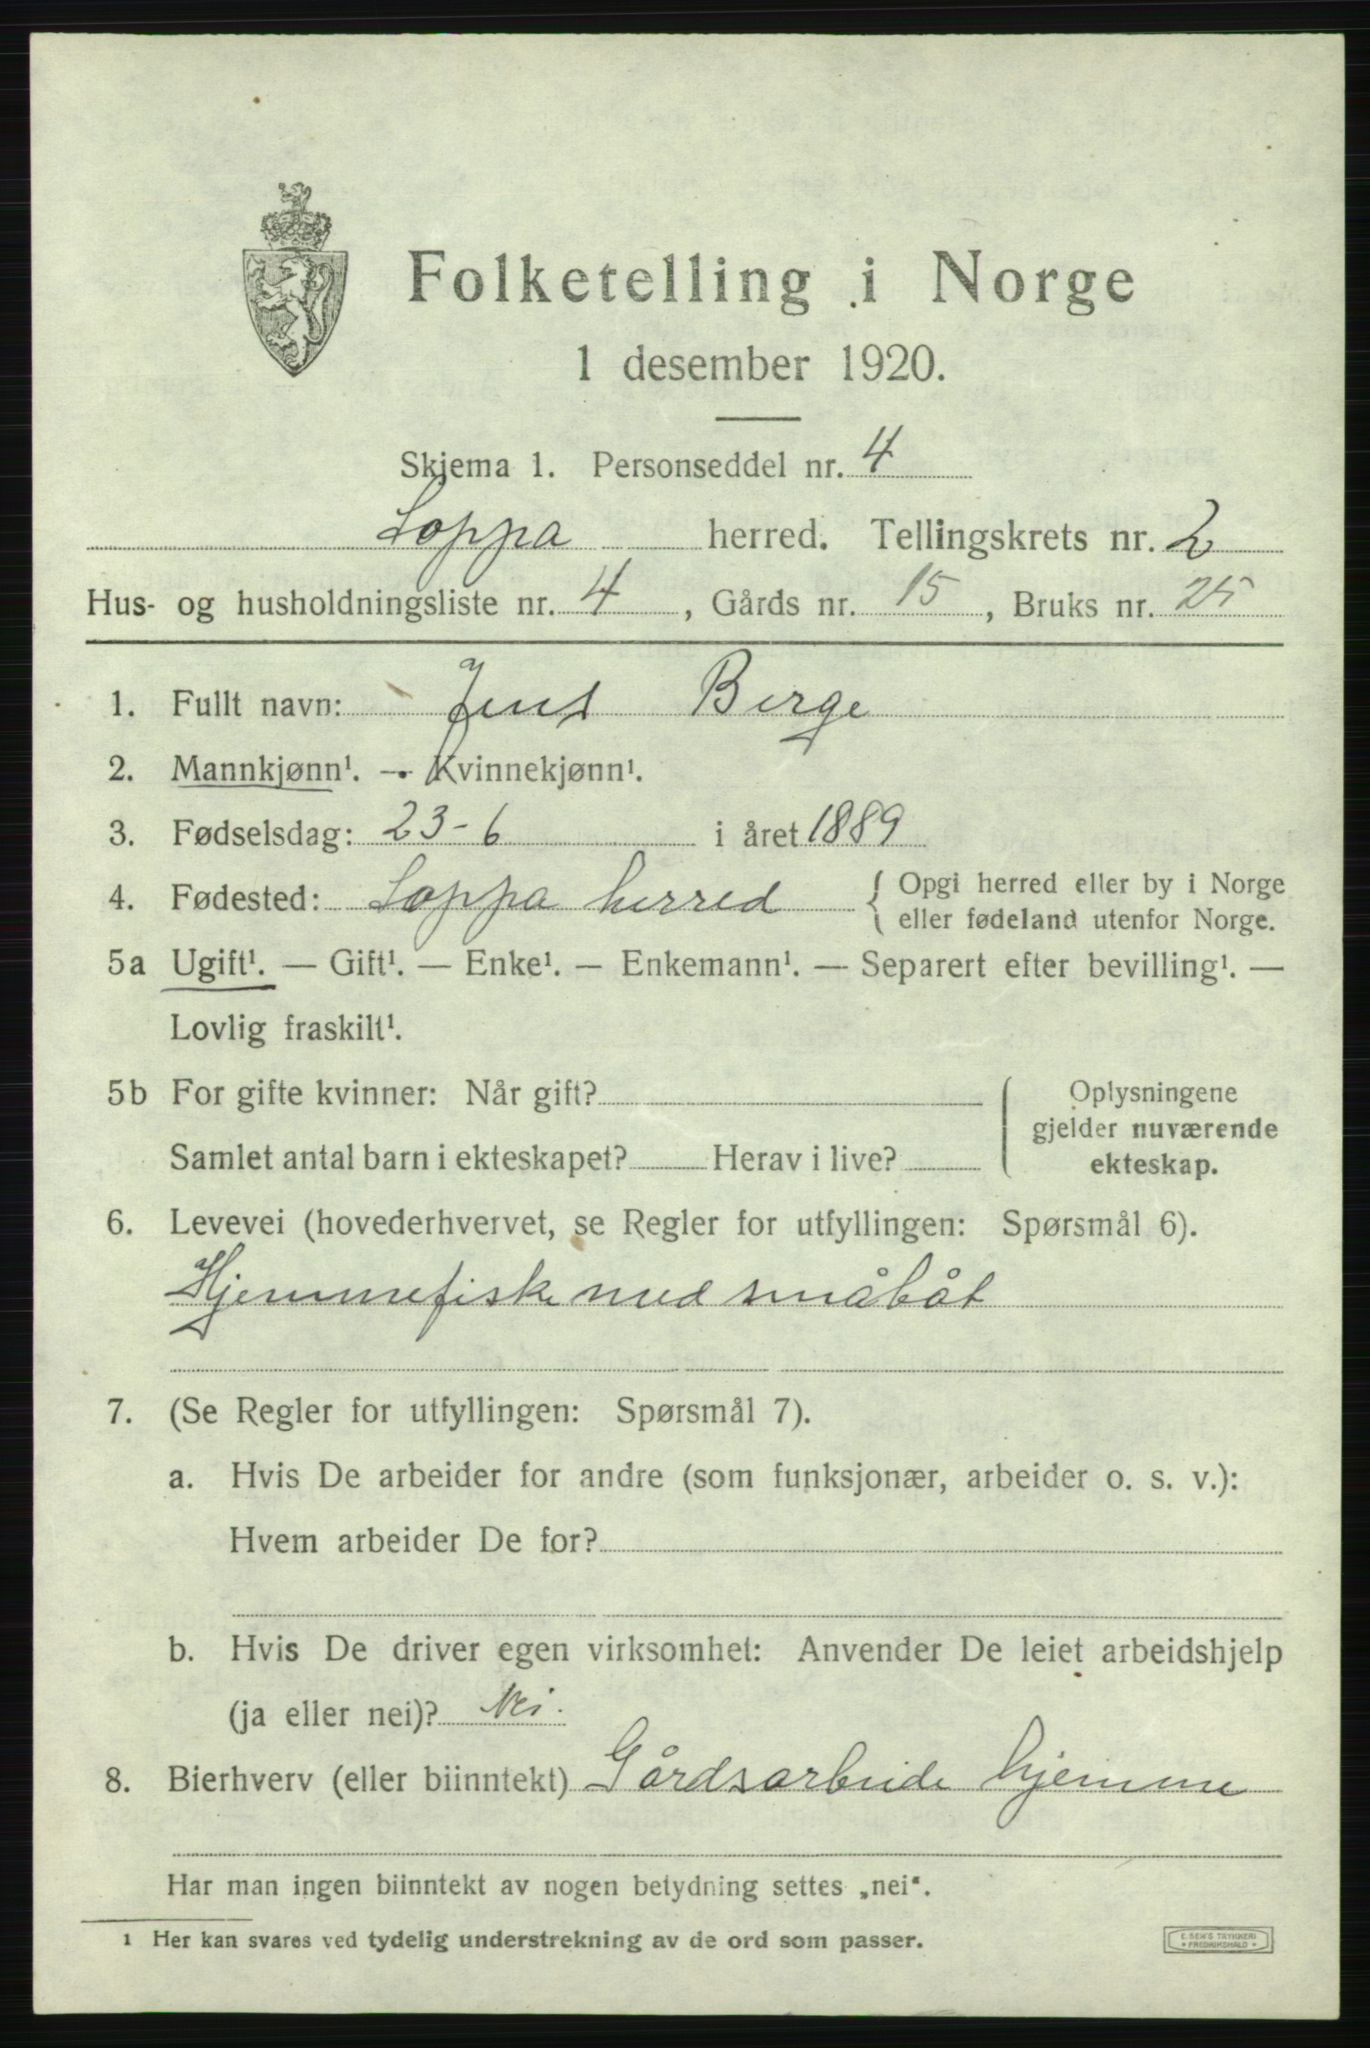 Folketelling i Norge
1 desember 1920.
Skjema 1. Personseddel nr. 4
Loppa herred. Tellingskrets nr. 2
Hus- og husholdningsliste nr. 4, Gårds nr. 15, Bruks nr. 25
1. Fullt navn: Jens Berge
2. Mannkjønn¹. — Kvinnekjønn¹.
3. Fødselsdag: 23-6 i året 1889
4. Fødested: Loppa herred { Opgi herred eller by i Norge
eller fødeland utenfor Norge.
5a Ugift¹. — Gift¹. — Enke¹. — Enkemann¹. — Separert efter bevilling¹. —
Lovlig fraskilt¹.
5b For gifte kvinner: Når gift?
Samlet antal barn i ekteskapet? Herav i live?
Oplysningene
gjelder nuværende
ekteskap.
6. Levevei (hovederhvervet, se Regler for utfyllingen: Spørsmål 6).
Hjemmefiske med småbåt
7. (Se Regler for utfyllingen: Spørsmål 7).
a. Hvis De arbeider for andre (som funksjonær, arbeider o. s. v.):
Hvem arbeider De for?
b. Hvis De driver egen virksomhet: Anvender De leiet arbeidshjelp
(ja eller nei)? Nei.
8. Bierhverv (eller biinntekt) Gårdsarbeide hjemme
Har man ingen biinntekt av nogen betydning settes „nei“.
1 Her kan svares ved tydelig understrekning av de ord som passer.
E. SEM'S TRYKKERI
FREDRIKSHALD